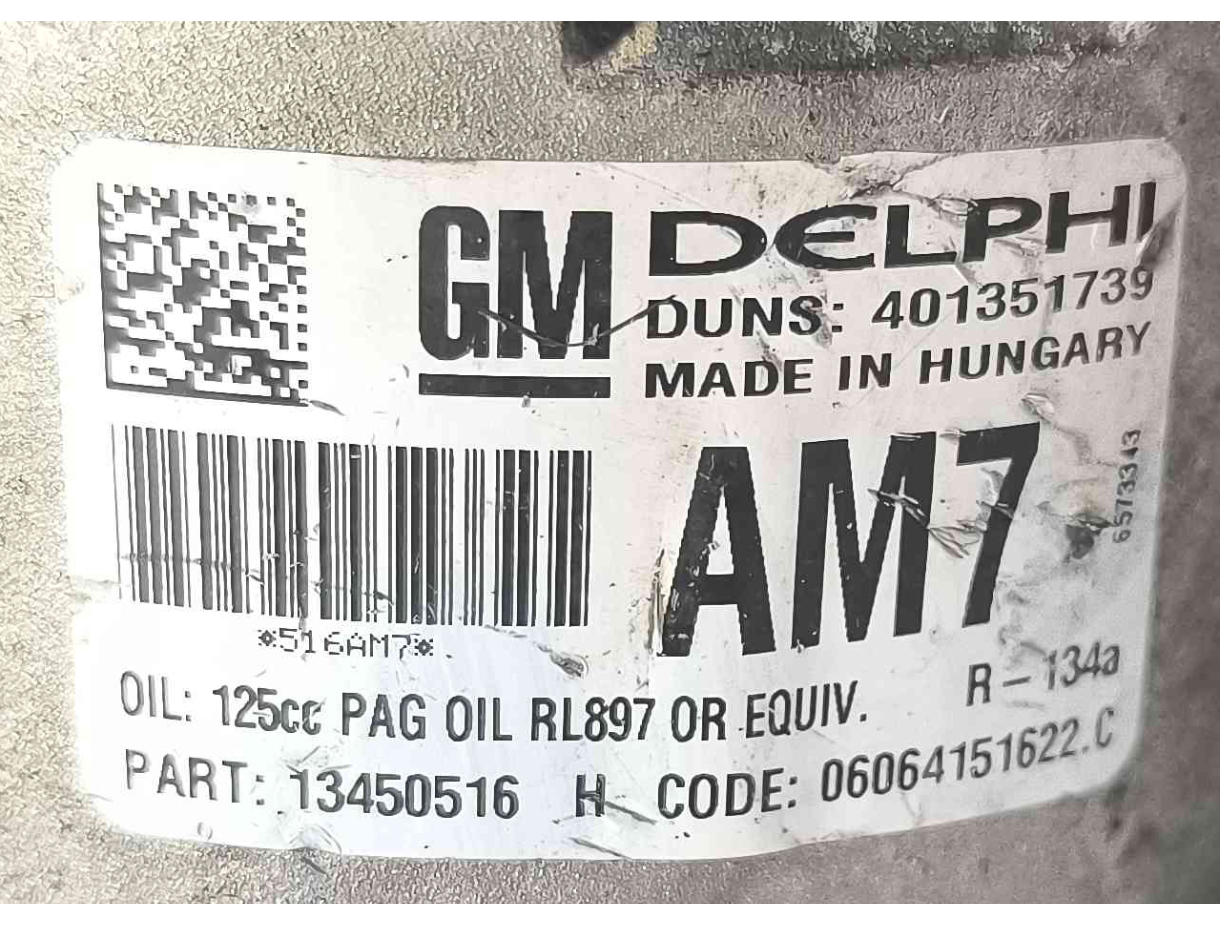 GM DELPHI
DUNS: 401351739
MADE IN HUNGARY
AM7
6573343
*516AM7*
R-134a
OIL: 125cc PAG OIL RL897 OR EQUIV.
PART: 13450516 H CODE: 06064151622.C